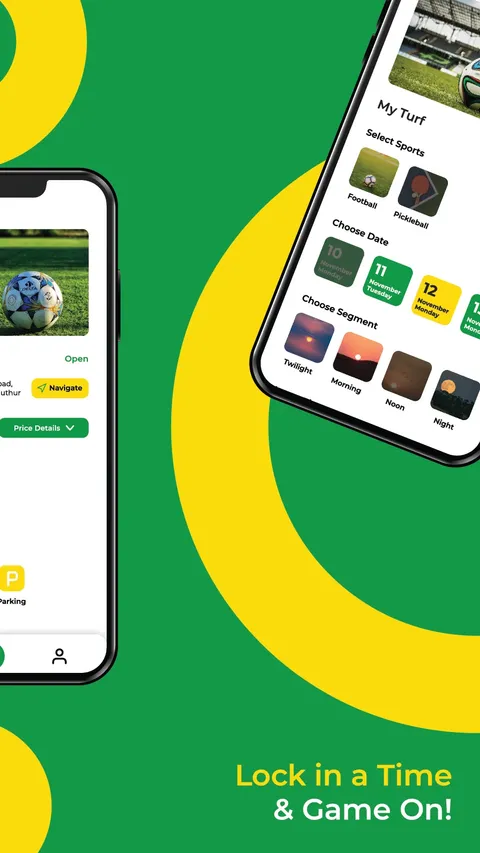 My Turf
Select Sports
Football
Pickleball
Choose Date
10
November
Monday
11
November
Tuesday
12
November
Monday
Choose Segment
Twilight
Morning
Noon
Night
Open
Navigate
Price Details
P
Parking
Lock in a Time
& Game On!